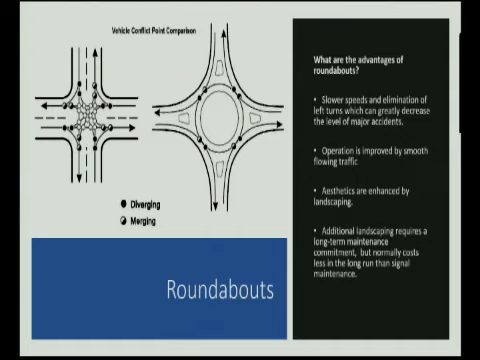 Vehicle Conflict Point Comparison
Diverging
Merging
Roundabouts
What are the advantages of
roundabouts?
• Slower speeds and elimination of
left turns which can greatly decrease
the level of major accidents.
• Operation is improved by smooth
flowing traffic
• Aesthetics are enhanced by
landscaping.
• Additional landscaping requires a
long-term maintenance
commitment, but normally costs
less in the long run than signal
maintenance.